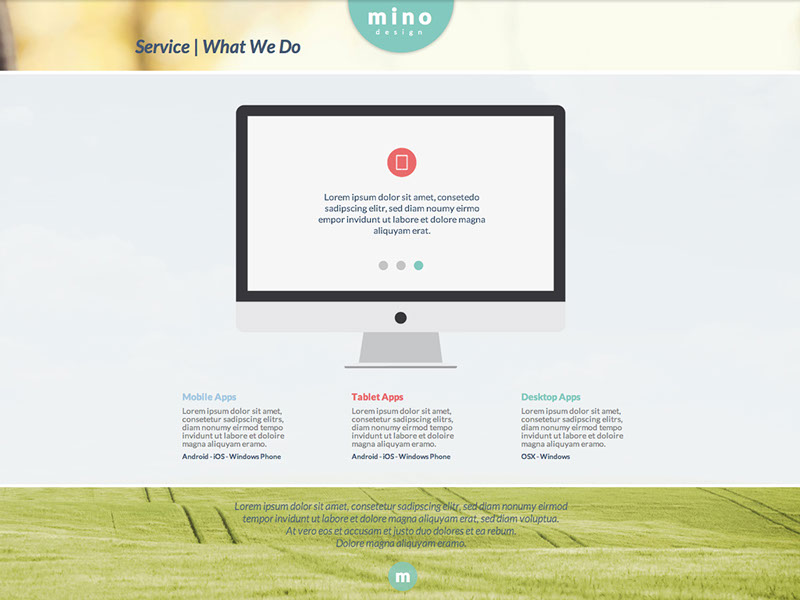 mino
design
Service | What We Do
Lorem ipsum dolor sit amet, consetedo
sadipscing elitr, sed diam noumy eirmo
empor invidunt ut labore et dolore magna
aliquyam erat.
Mobile Apps
Lorem ipsum dolor sit amet,
consetetur sadipscing elitrs,
diam nonumy eirmod tempo
invidunt ut labore et dolore
magna aliquyam eramo.
Android - iOS - Windows Phone
Tablet Apps
Lorem ipsum dolor sit amet,
consetetur sadipscing elitrs,
diam nonumy eirmod tempo
invidunt ut labore et dolore
magna aliquyam eramo.
Android - iOS - Windows Phone
Desktop Apps
Lorem ipsum dolor sit amet,
consetetur sadipscing elitrs,
diam nonumy eirmod tempo
invidunt ut labore et dolore
magna aliquyam eramo.
OSX - Windows
Lorem ipsum dolor sit amet, consetetur sadipscing elitr, sed diam nonumy eirmod
tempor invidunt ut labore et dolore magna aliquyam erat, sed diam voluptua.
At vero eos et accusam et justo duo dolores et ea rebum.
Dolore magna aliquyam eramo.
m